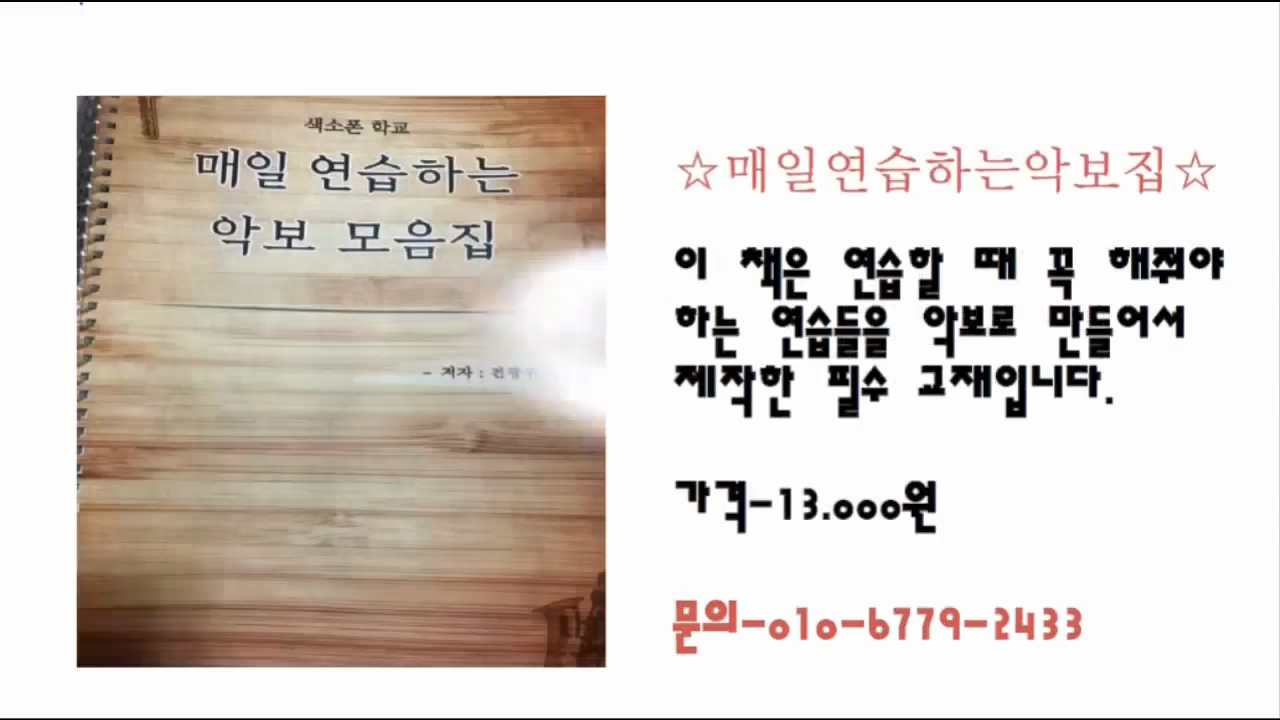 색소폰 학교
매일 연습하는
악보 모음집
- 저자 :
☆매일연습하는악보집☆
이 책은 연습할 때 꼭 해줘야
하는 연습들을 악보로 만들어서
제작한 필수 교재입니다.
가격-13.000원
문의-010-6779-2433